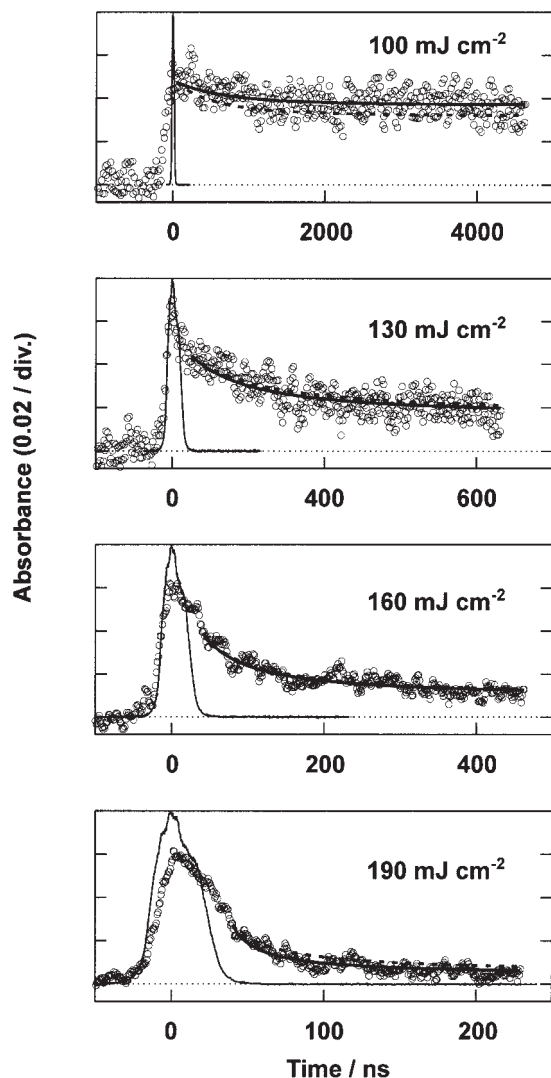 100 mJ cm-2
0 2000 4000
130 mJ cm-2
0 400 600
160 mJ cm-2
0 200 400
190 mJ cm-2
0 100 200
Absorbance (0.02 / div.)
Time / ns